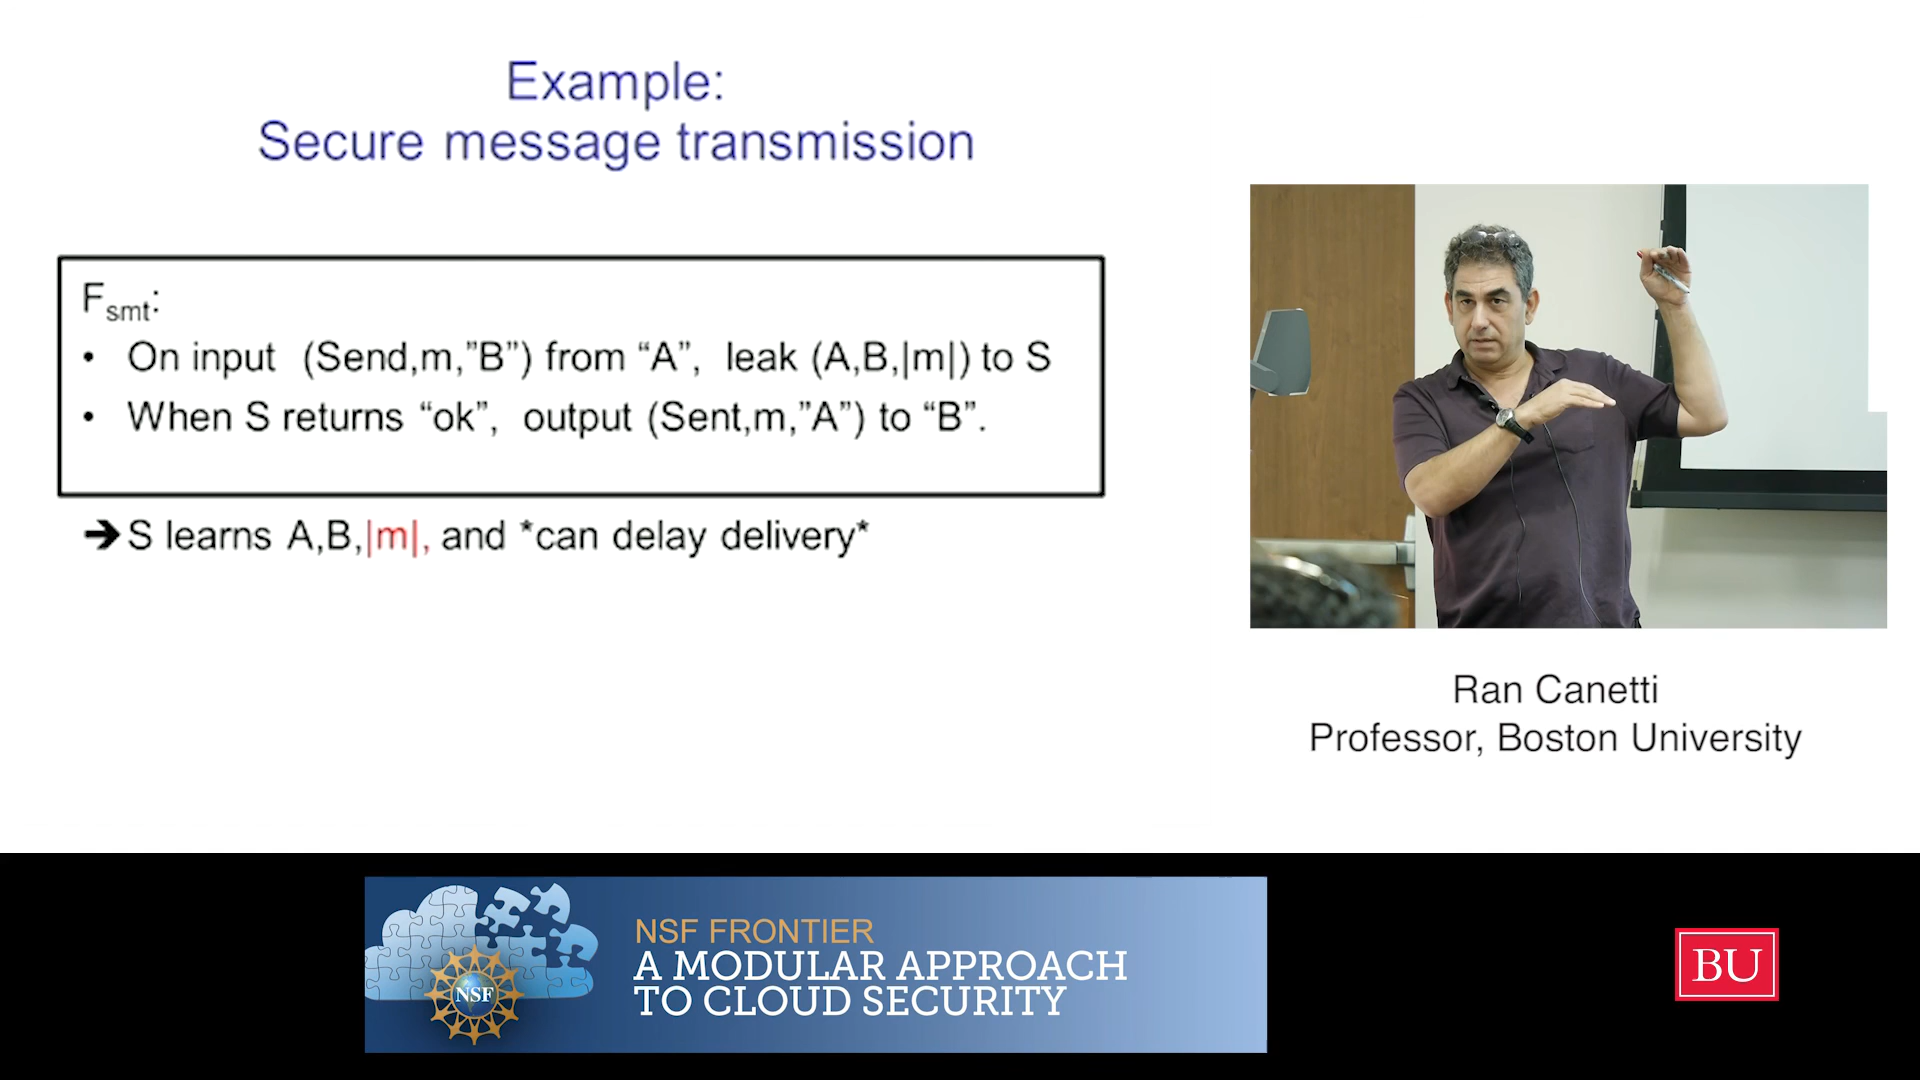 Example:
Secure message transmission
Fsmt:
• On input (Send,m,”B”) from “A”, leak (A,B,|m|) to S
• When S returns “ok”, output (Sent,m,”A”) to “B”.
➔ S learns A,B,|m|, and *can delay delivery*
Ran Canetti
Professor, Boston University
NSF FRONTIER
A MODULAR APPROACH
TO CLOUD SECURITY
NSF
BU